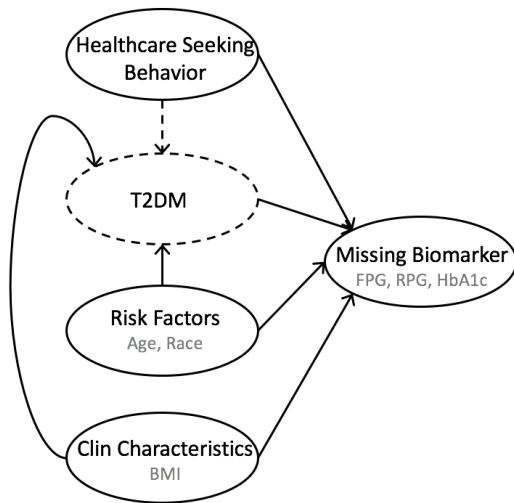 Healthcare Seeking
Behavior
T2DM
Missing Biomarker
FPG, RPG, HbA1c
Risk Factors
Age, Race
Clin Characteristics
BMI